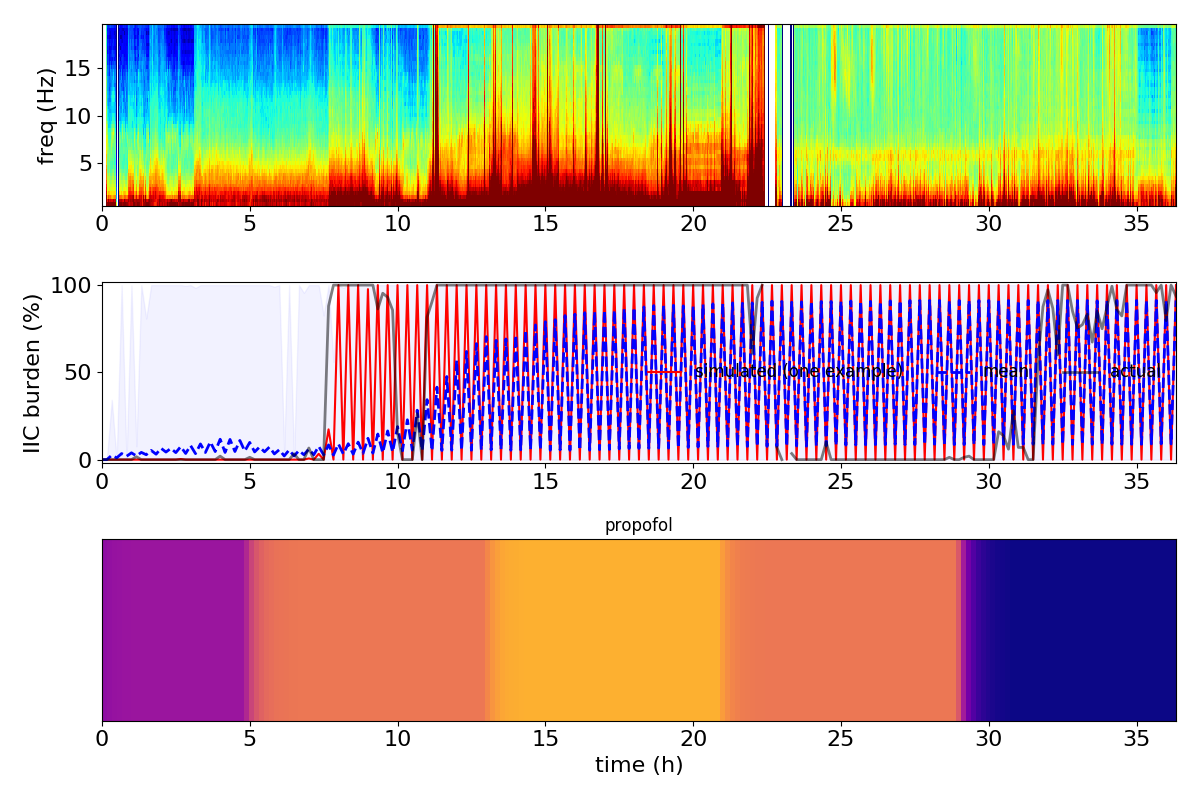 freq (Hz)
15
10
5
0 5 10 15 20 25 30 35
IIC burden (%)
100
50
0
simulated (one example) mean actual
0 5 10 15 20 25 30 35
propofol
0 5 10 15 20 25 30 35
time (h)